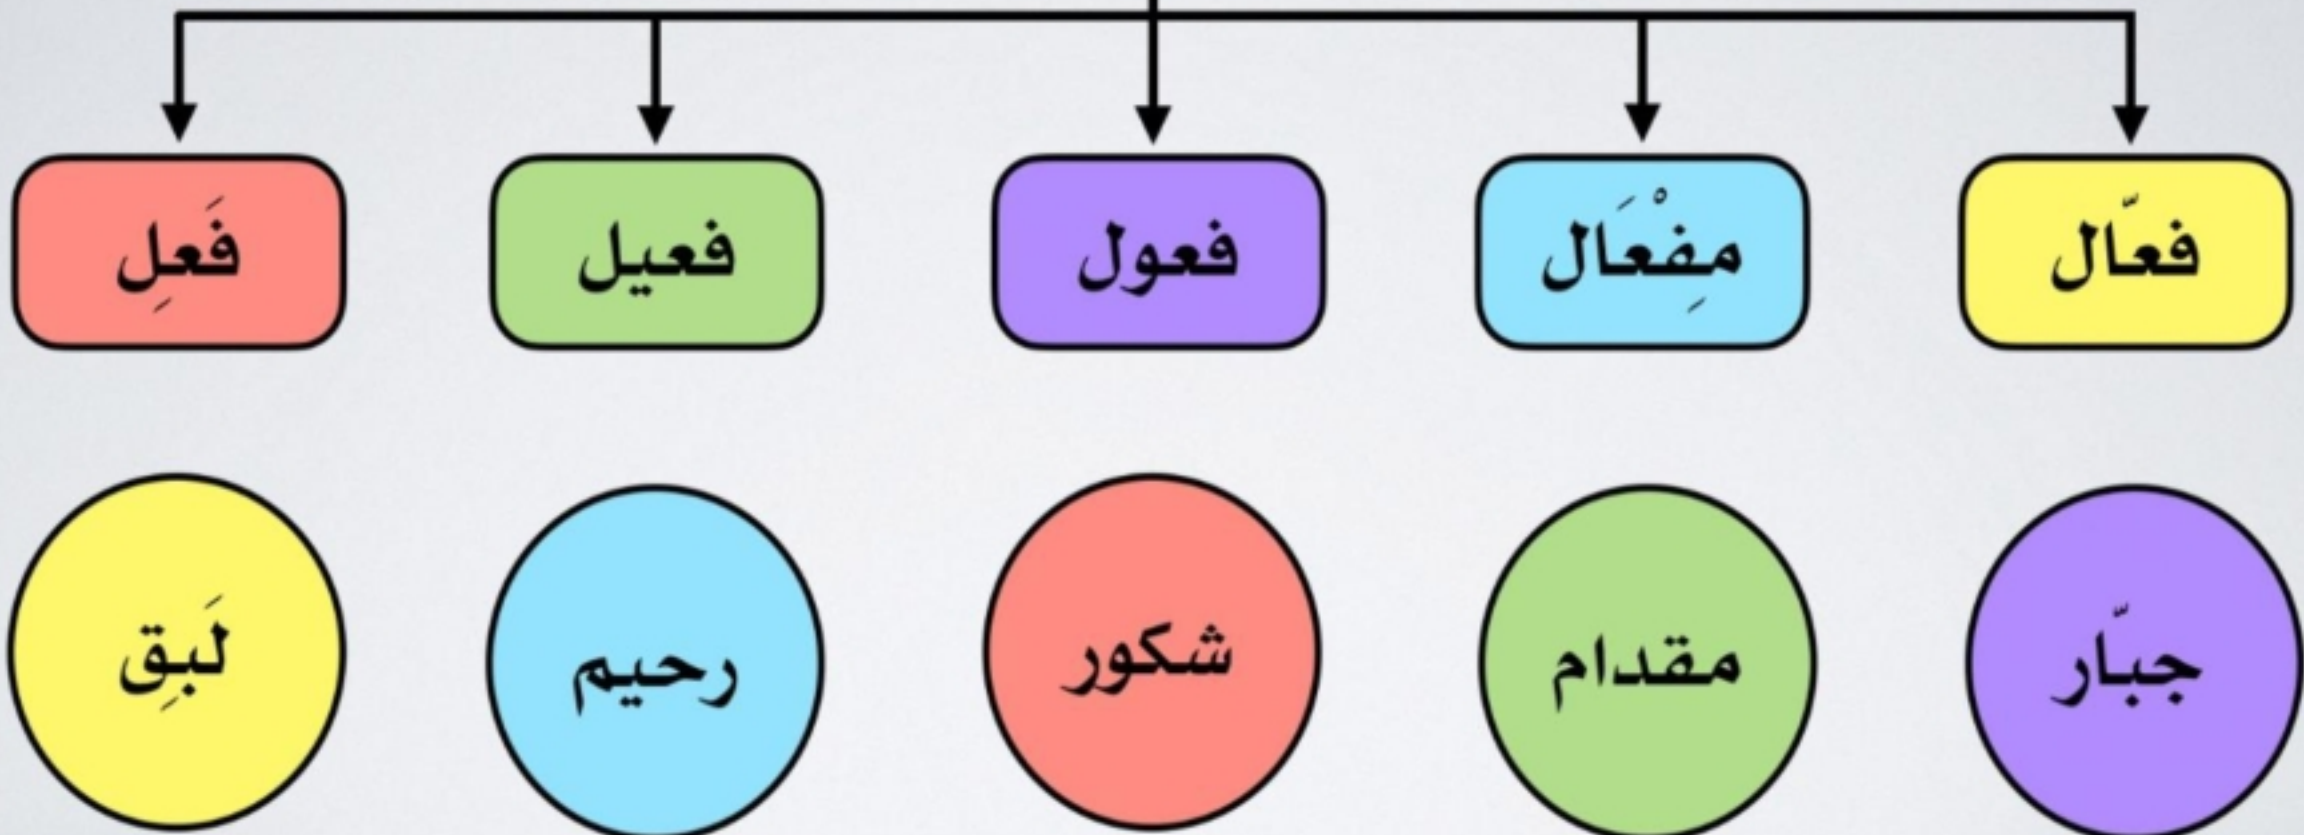 فعّال مِفْعَال فعول فعيل فَعِل
جبّار مقدام شكور رحيم لَبِق